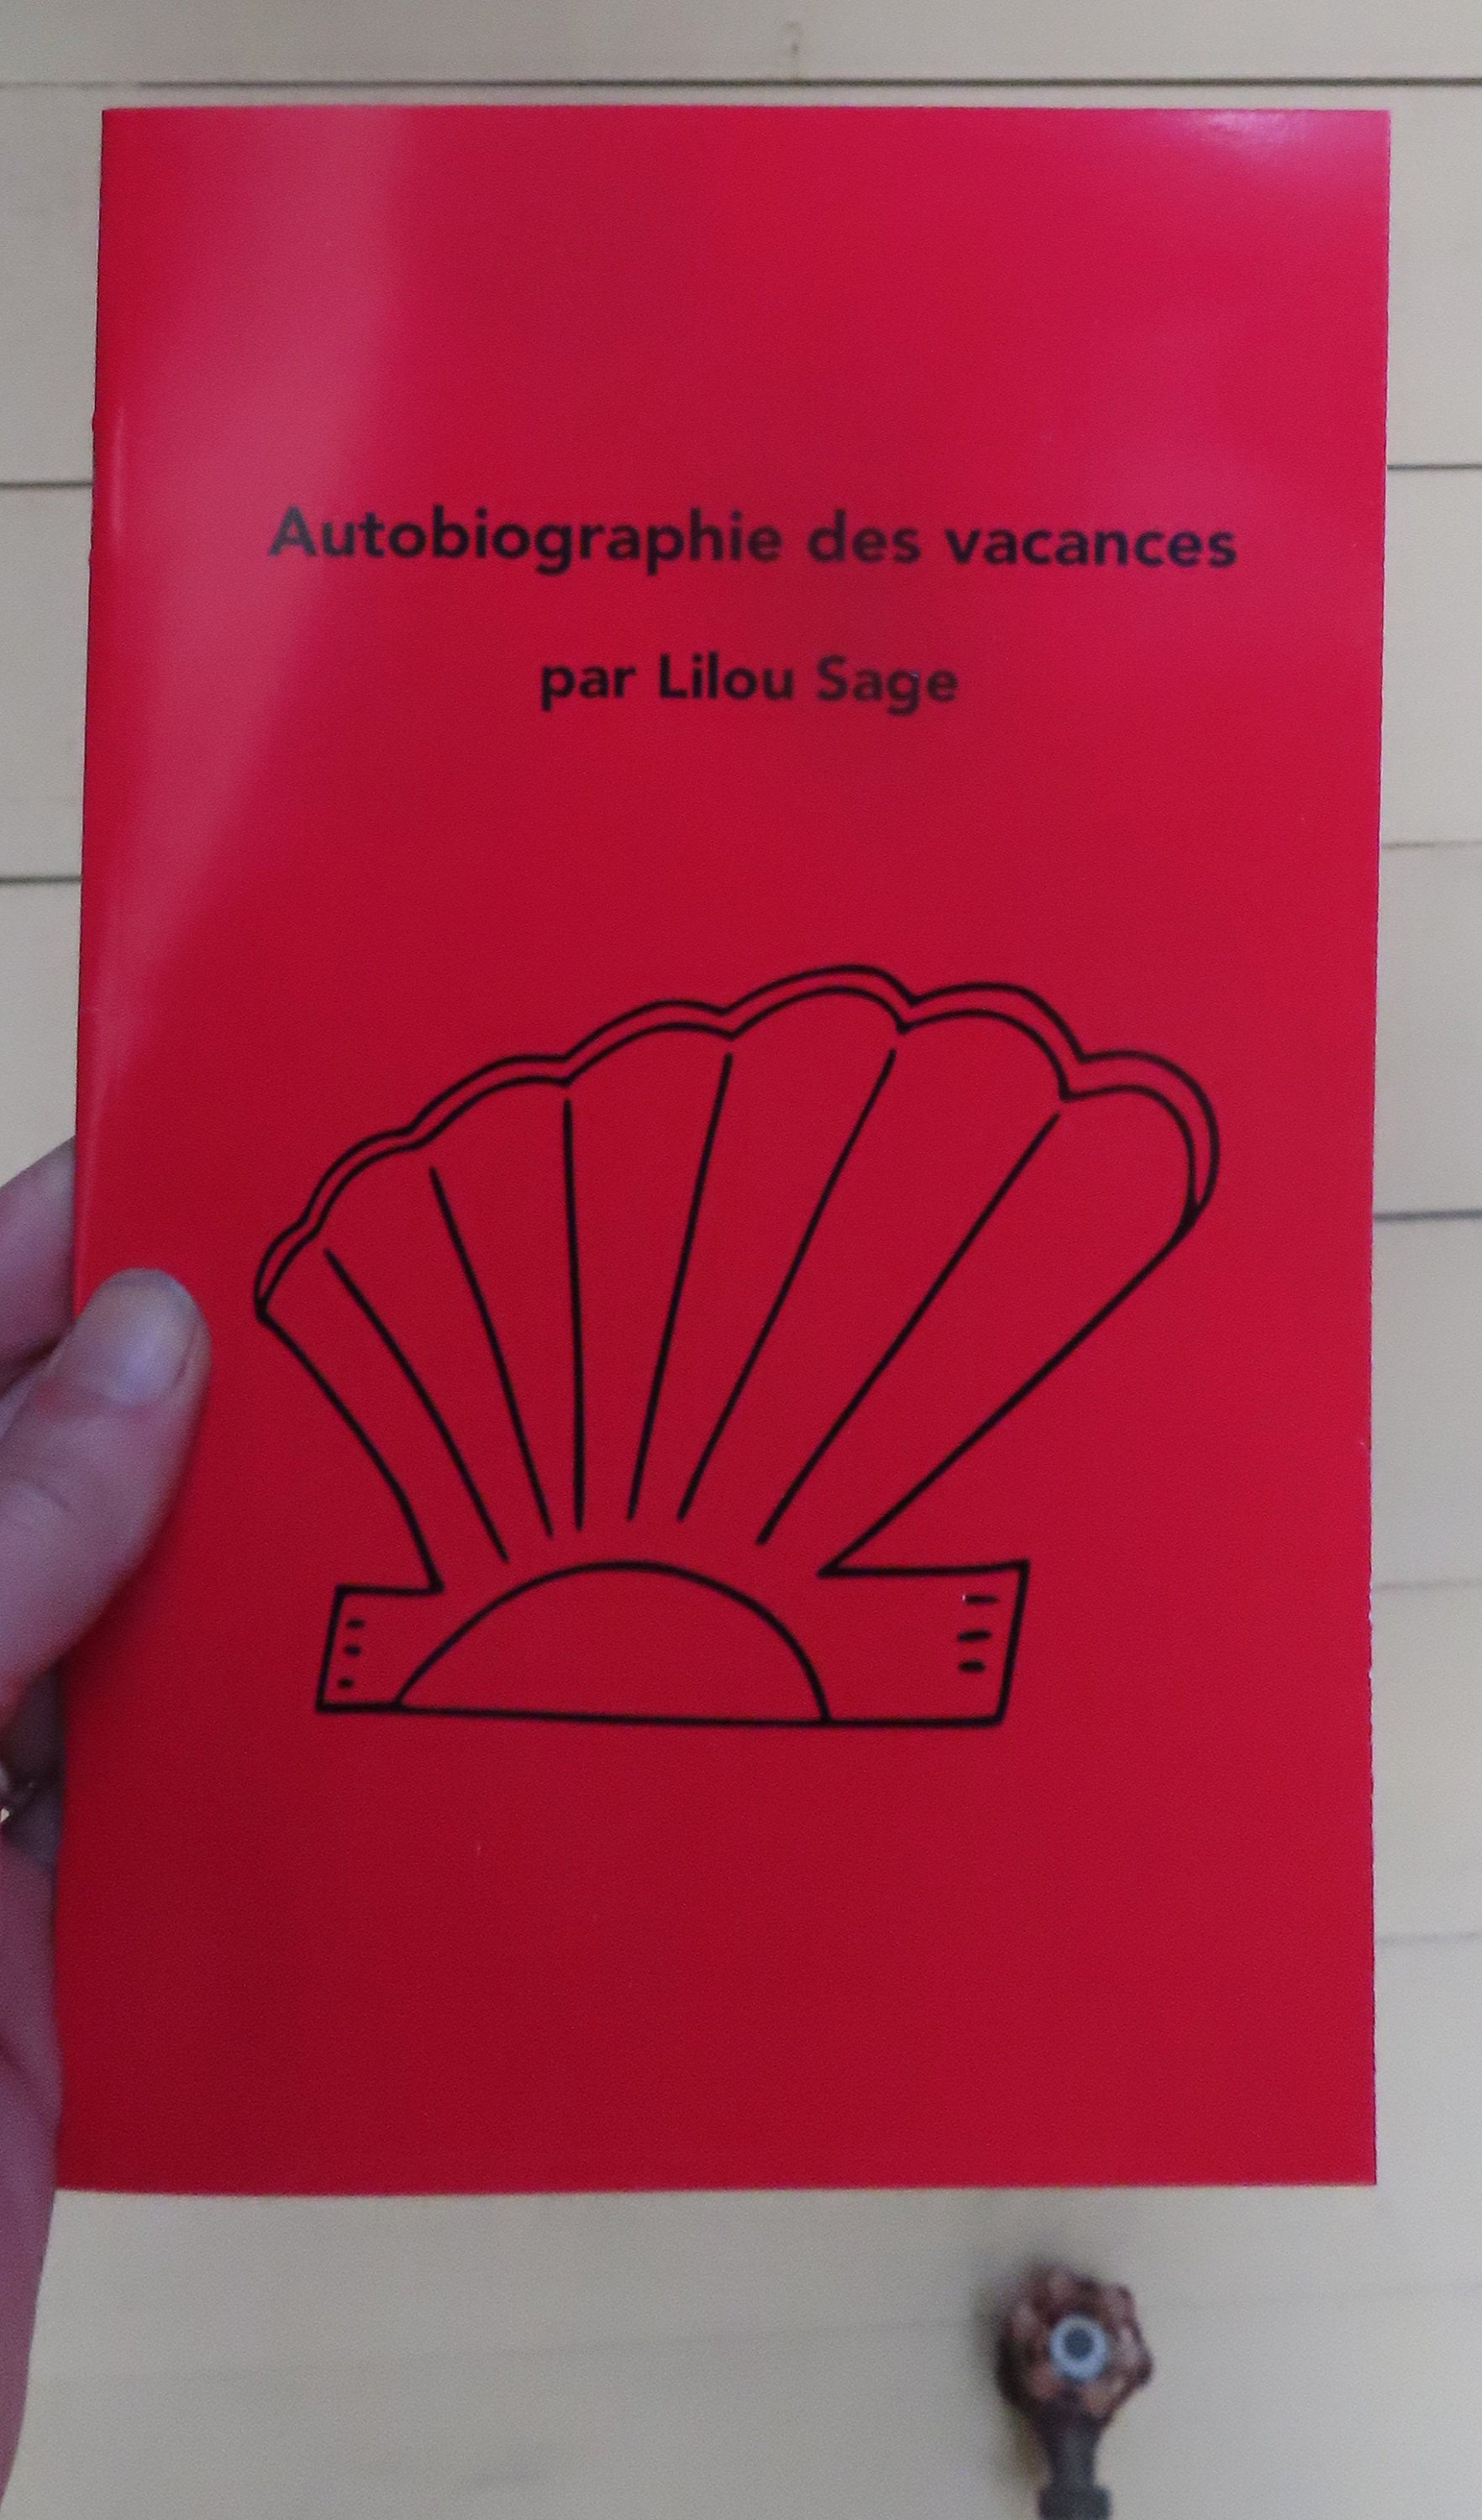 Autobiographie des vacances
par Lilou Sage